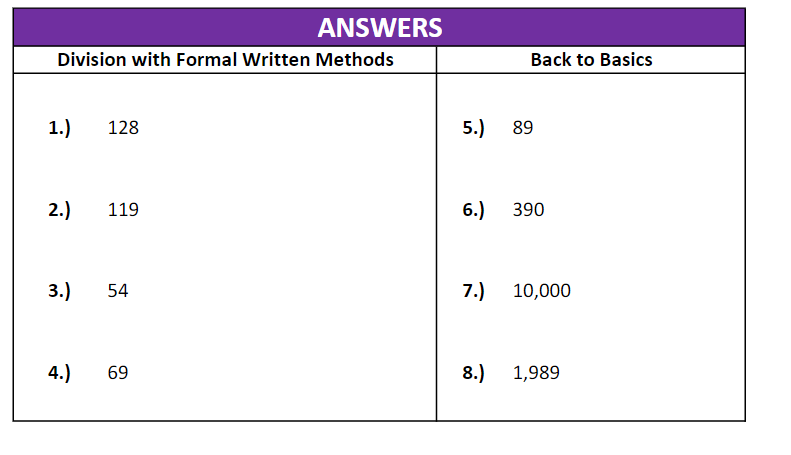 ANSWERS
Division with Formal Written Methods
Back to Basics
1.) 128
5.) 89
2.) 119
6.) 390
3.) 54
7.) 10,000
4.) 69
8.) 1,989